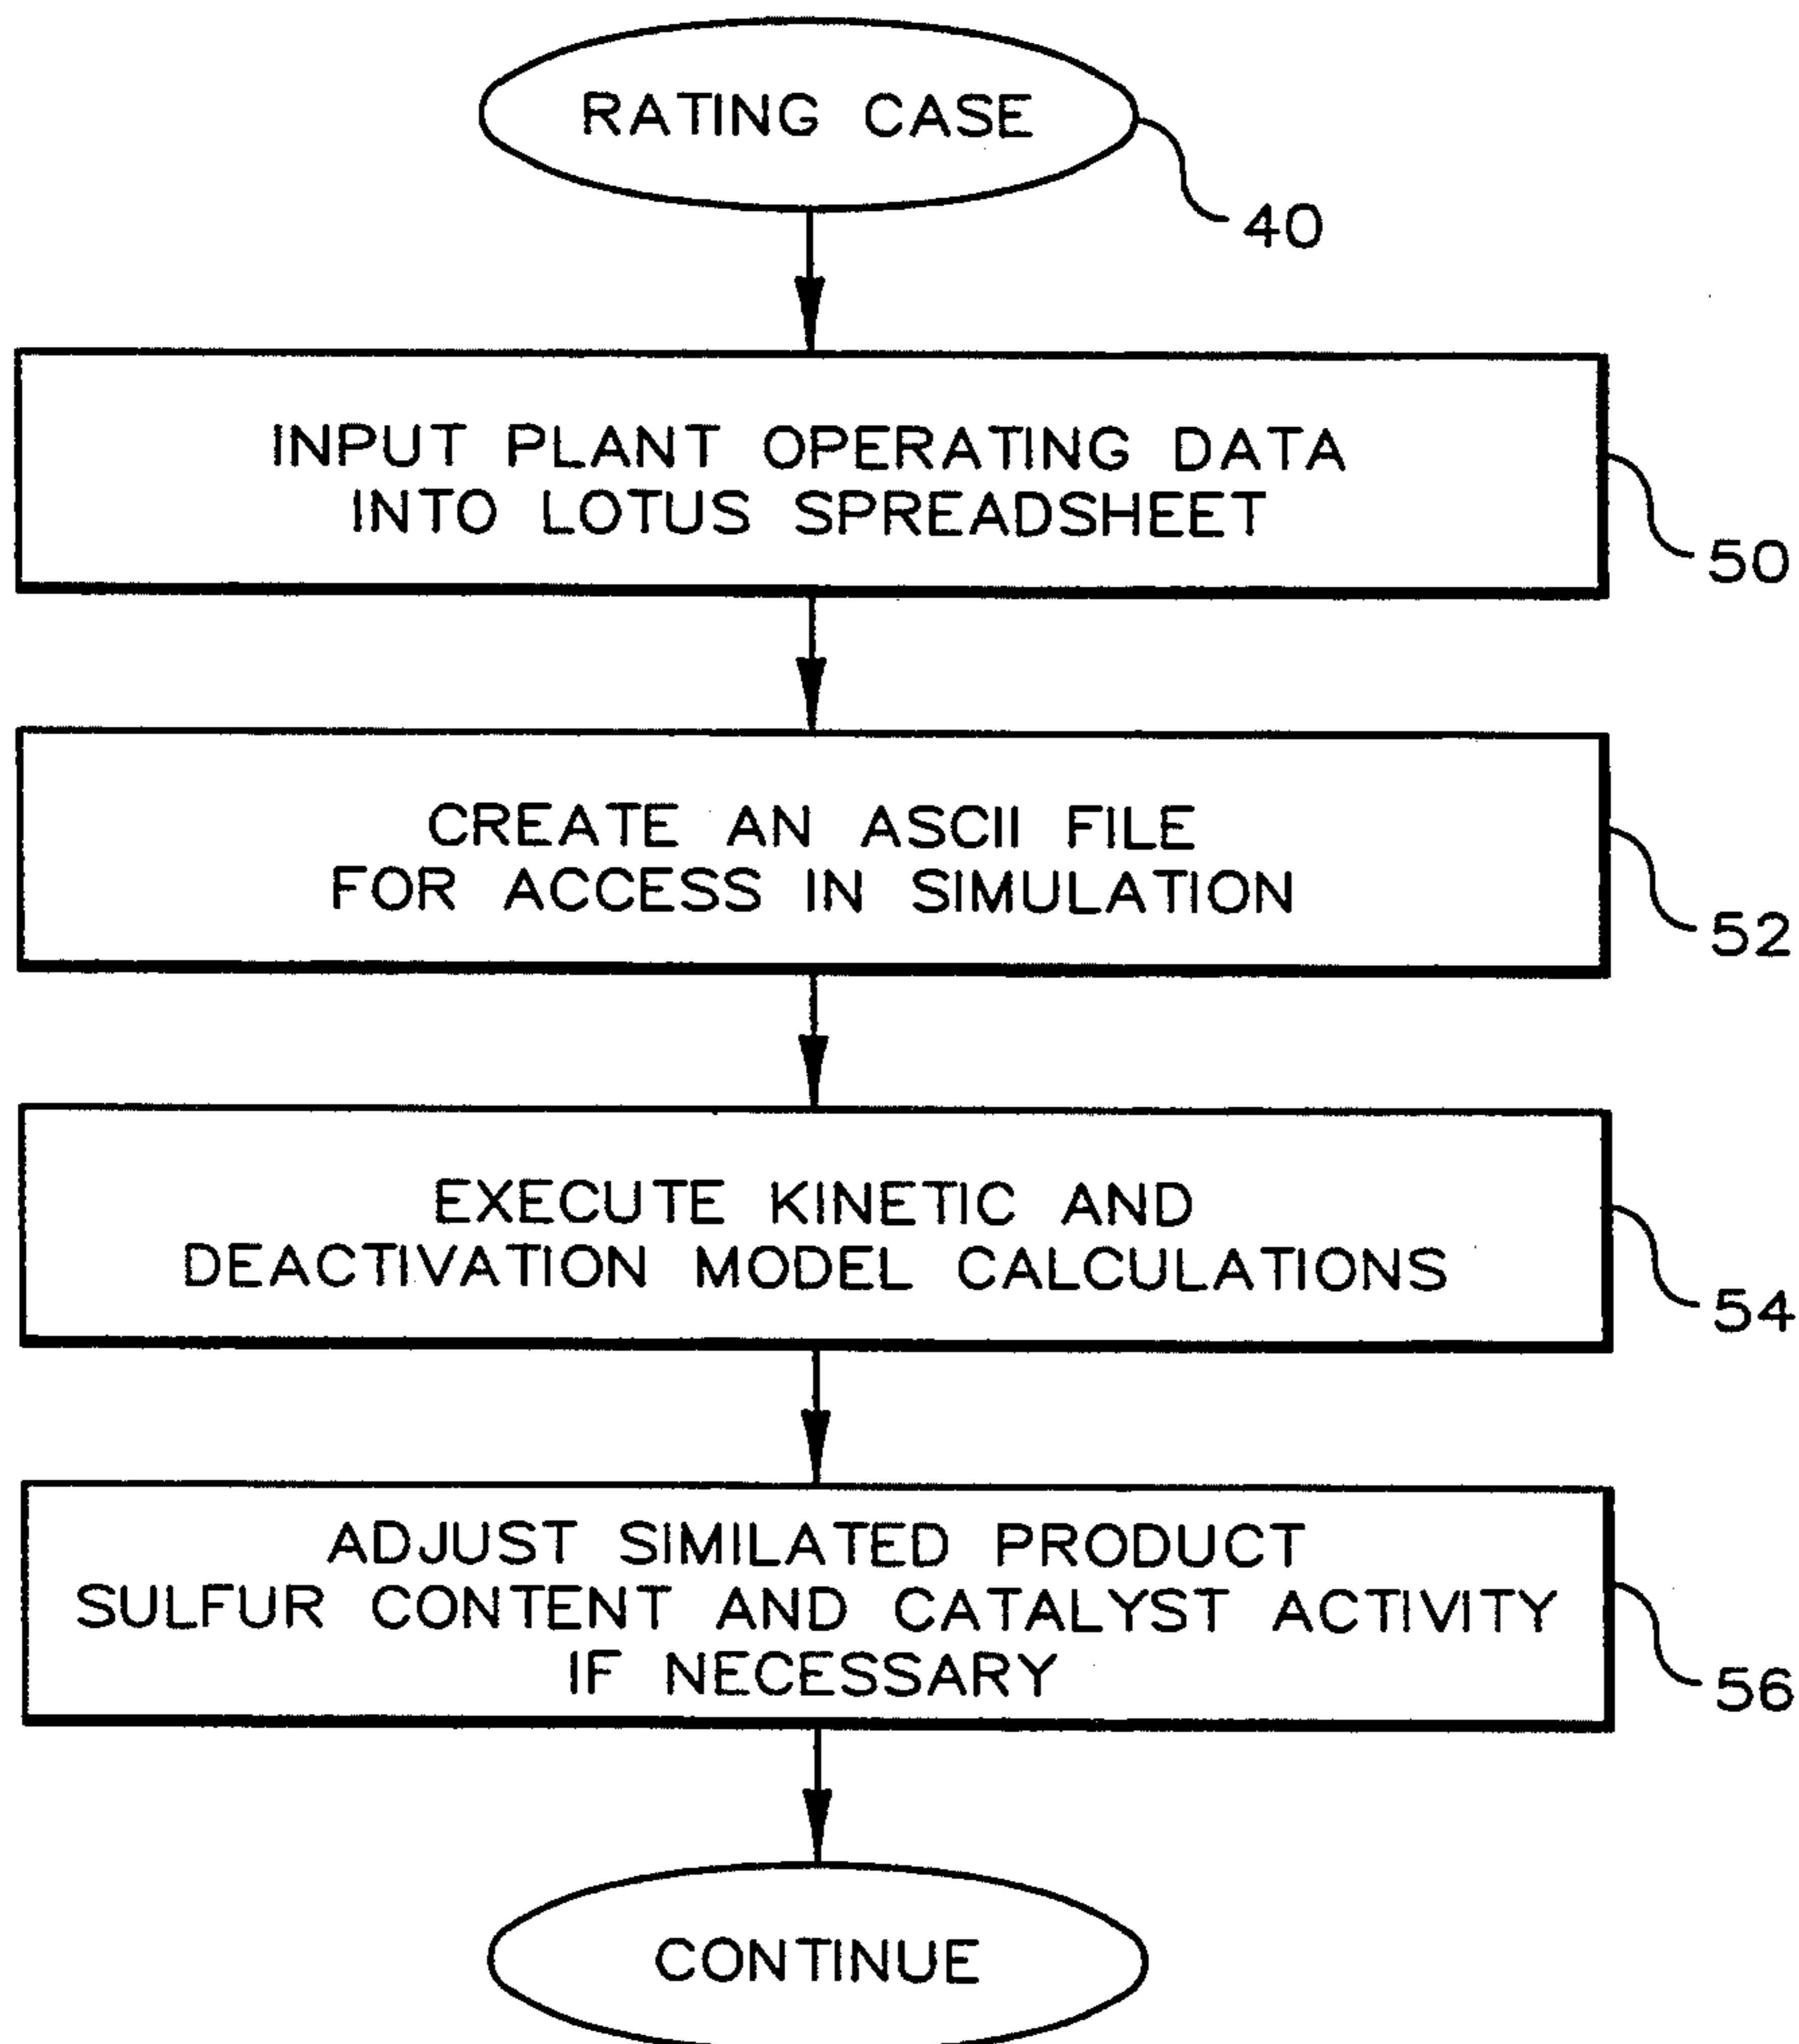 RATING CASE
40
INPUT PLANT OPERATING DATA
INTO LOTUS SPREADSHEET
50
CREATE AN ASCII FILE
FOR ACCESS IN SIMULATION
52
EXECUTE KINETIC AND
DEACTIVATION MODEL CALCULATIONS
54
ADJUST SIMILATED PRODUCT
SULFUR CONTENT AND CATALYST ACTIVITY
IF NECESSARY
56
CONTINUE